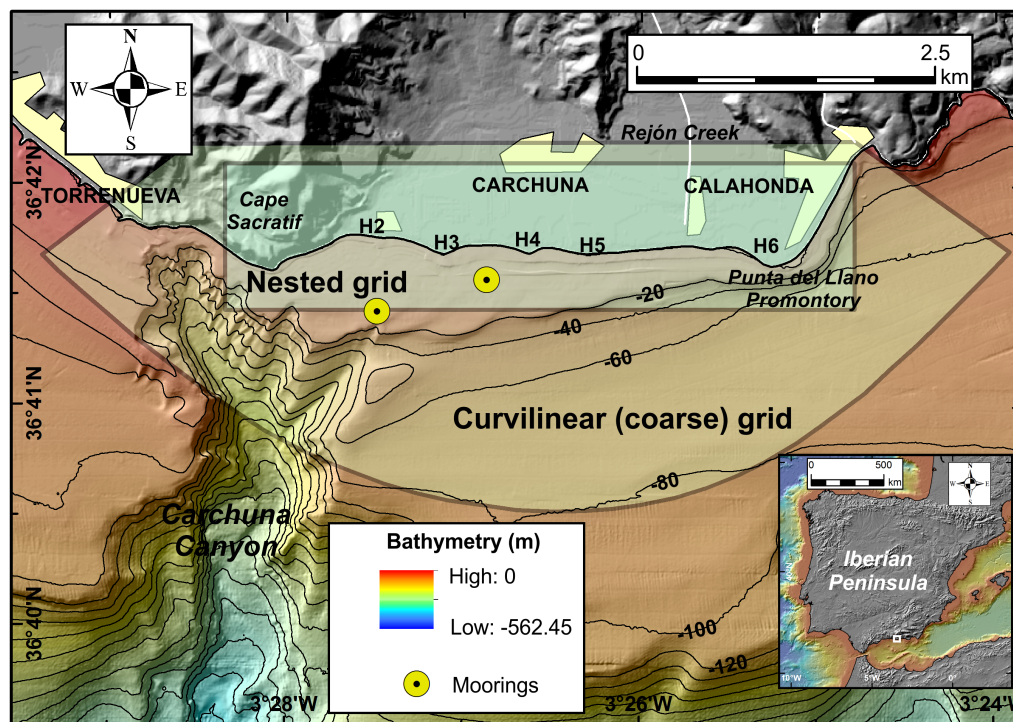 N
W E
S
0 2.5
km
Rejón Creek
36°42'N
TORRENUEVA
CARCHUNA
CALAHONDA
Cape
Sacratif
H2
H3
H4
H5
H6
Nested grid
Punta del Llano
Promontory
-20
-40
-60
36°41'N
Curvilinear (coarse) grid
-80
Carchuna
Canyon
Bathymetry (m)
High: 0
Low: -562.45
Moorings
0 500
km
N
W E
S
Iberian
Peninsula
10°W 5°W 0°
36°40'N
-100
-120
3°28'W
3°26'W
3°24'W